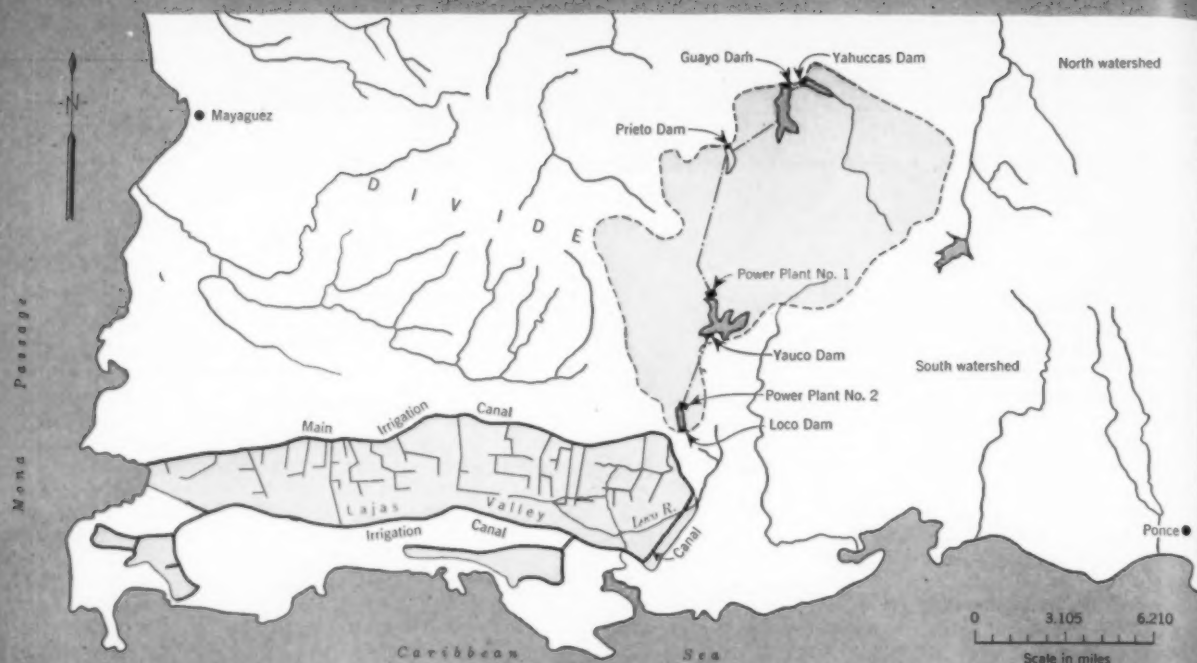 Guayo Dam
Yahuccas Dam
North watershed
N
Mayaguez
Prieto Dam
DIVIDE
Power Plant No. 1
Mona Passage
Yauco Dam
South watershed
Power Plant No. 2
Main Irrigation Canal
Loco Dam
Lajas Valley
Loco R.
Irrigation Canal
Canal
Ponce
0 3.105 6.210
Scale in miles
Caribbean Sea